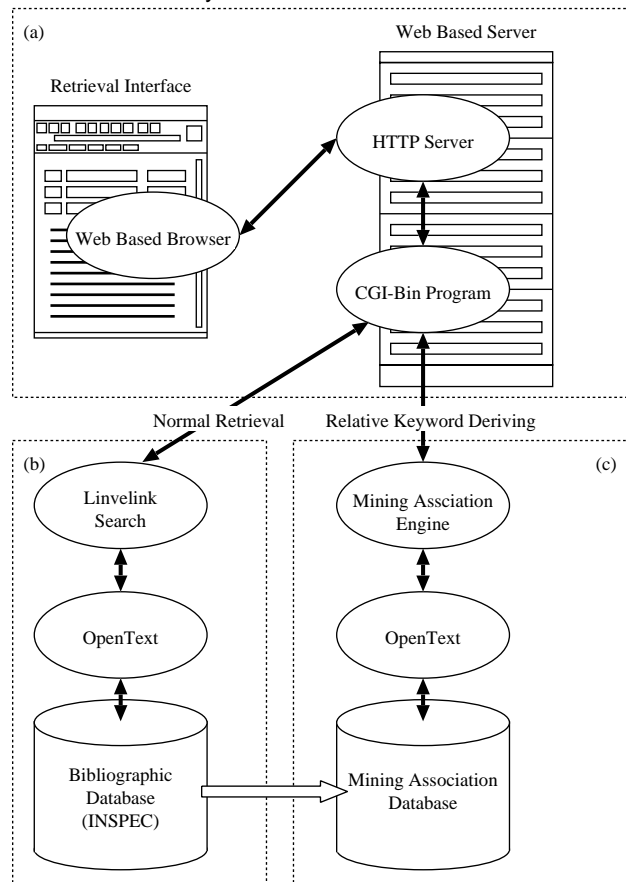 (a)
Web Based Server
Retrieval Interface
HTTP Server
Web Based Browser
CGI-Bin Program
Normal Retrieval
Relative Keyword Deriving
(b)
(c)
Linvelink
Search
Mining Assciation
Engine
OpenText
OpenText
Bibliographic
Database
(INSPEC)
Mining Association
Database